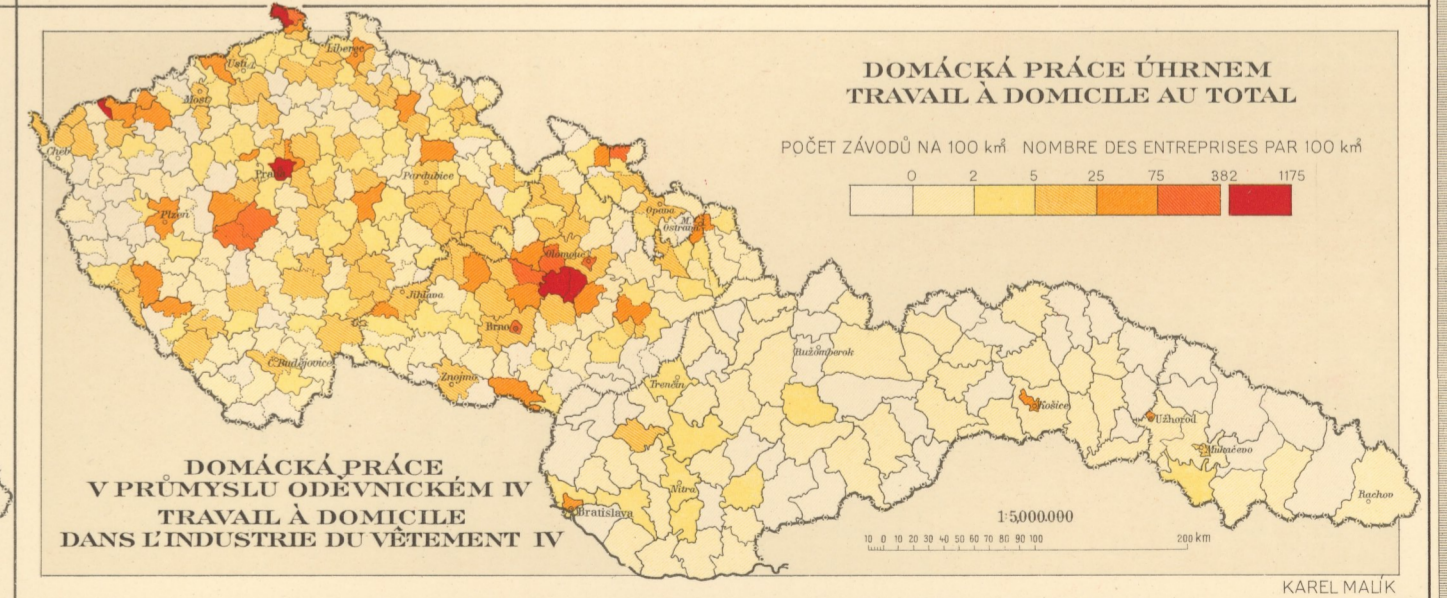 DOMÁCKÁ PRÁCE ÚHRNEM
TRAVAIL À DOMICILE AU TOTAL
POČET ZÁVODŮ NA 100 km² NOMBRE DES ENTREPRISES PAR 100 km²
0 2 5 25 75 382 1175
Liberec
Ústí
Most
Cheb
Praha
Pardubice
Plzeň
Opava
M. Ostrava
Olomouc
Jihlava
Brno
Č. Budějovice
Znojmo
Ružomberok
Trenčín
Košice
Užhorod
Mukačevo
Nitra
Rachov
Bratislava
DOMÁCKÁ PRÁCE
V PRŮMYSLU ODĚVNICKÉM IV
TRAVAIL À DOMICILE
DANS L'INDUSTRIE DU VÊTEMENT IV
1:5,000.000
10 0 10 20 30 40 50 60 70 80 90 100 200 km
KAREL MALÍK